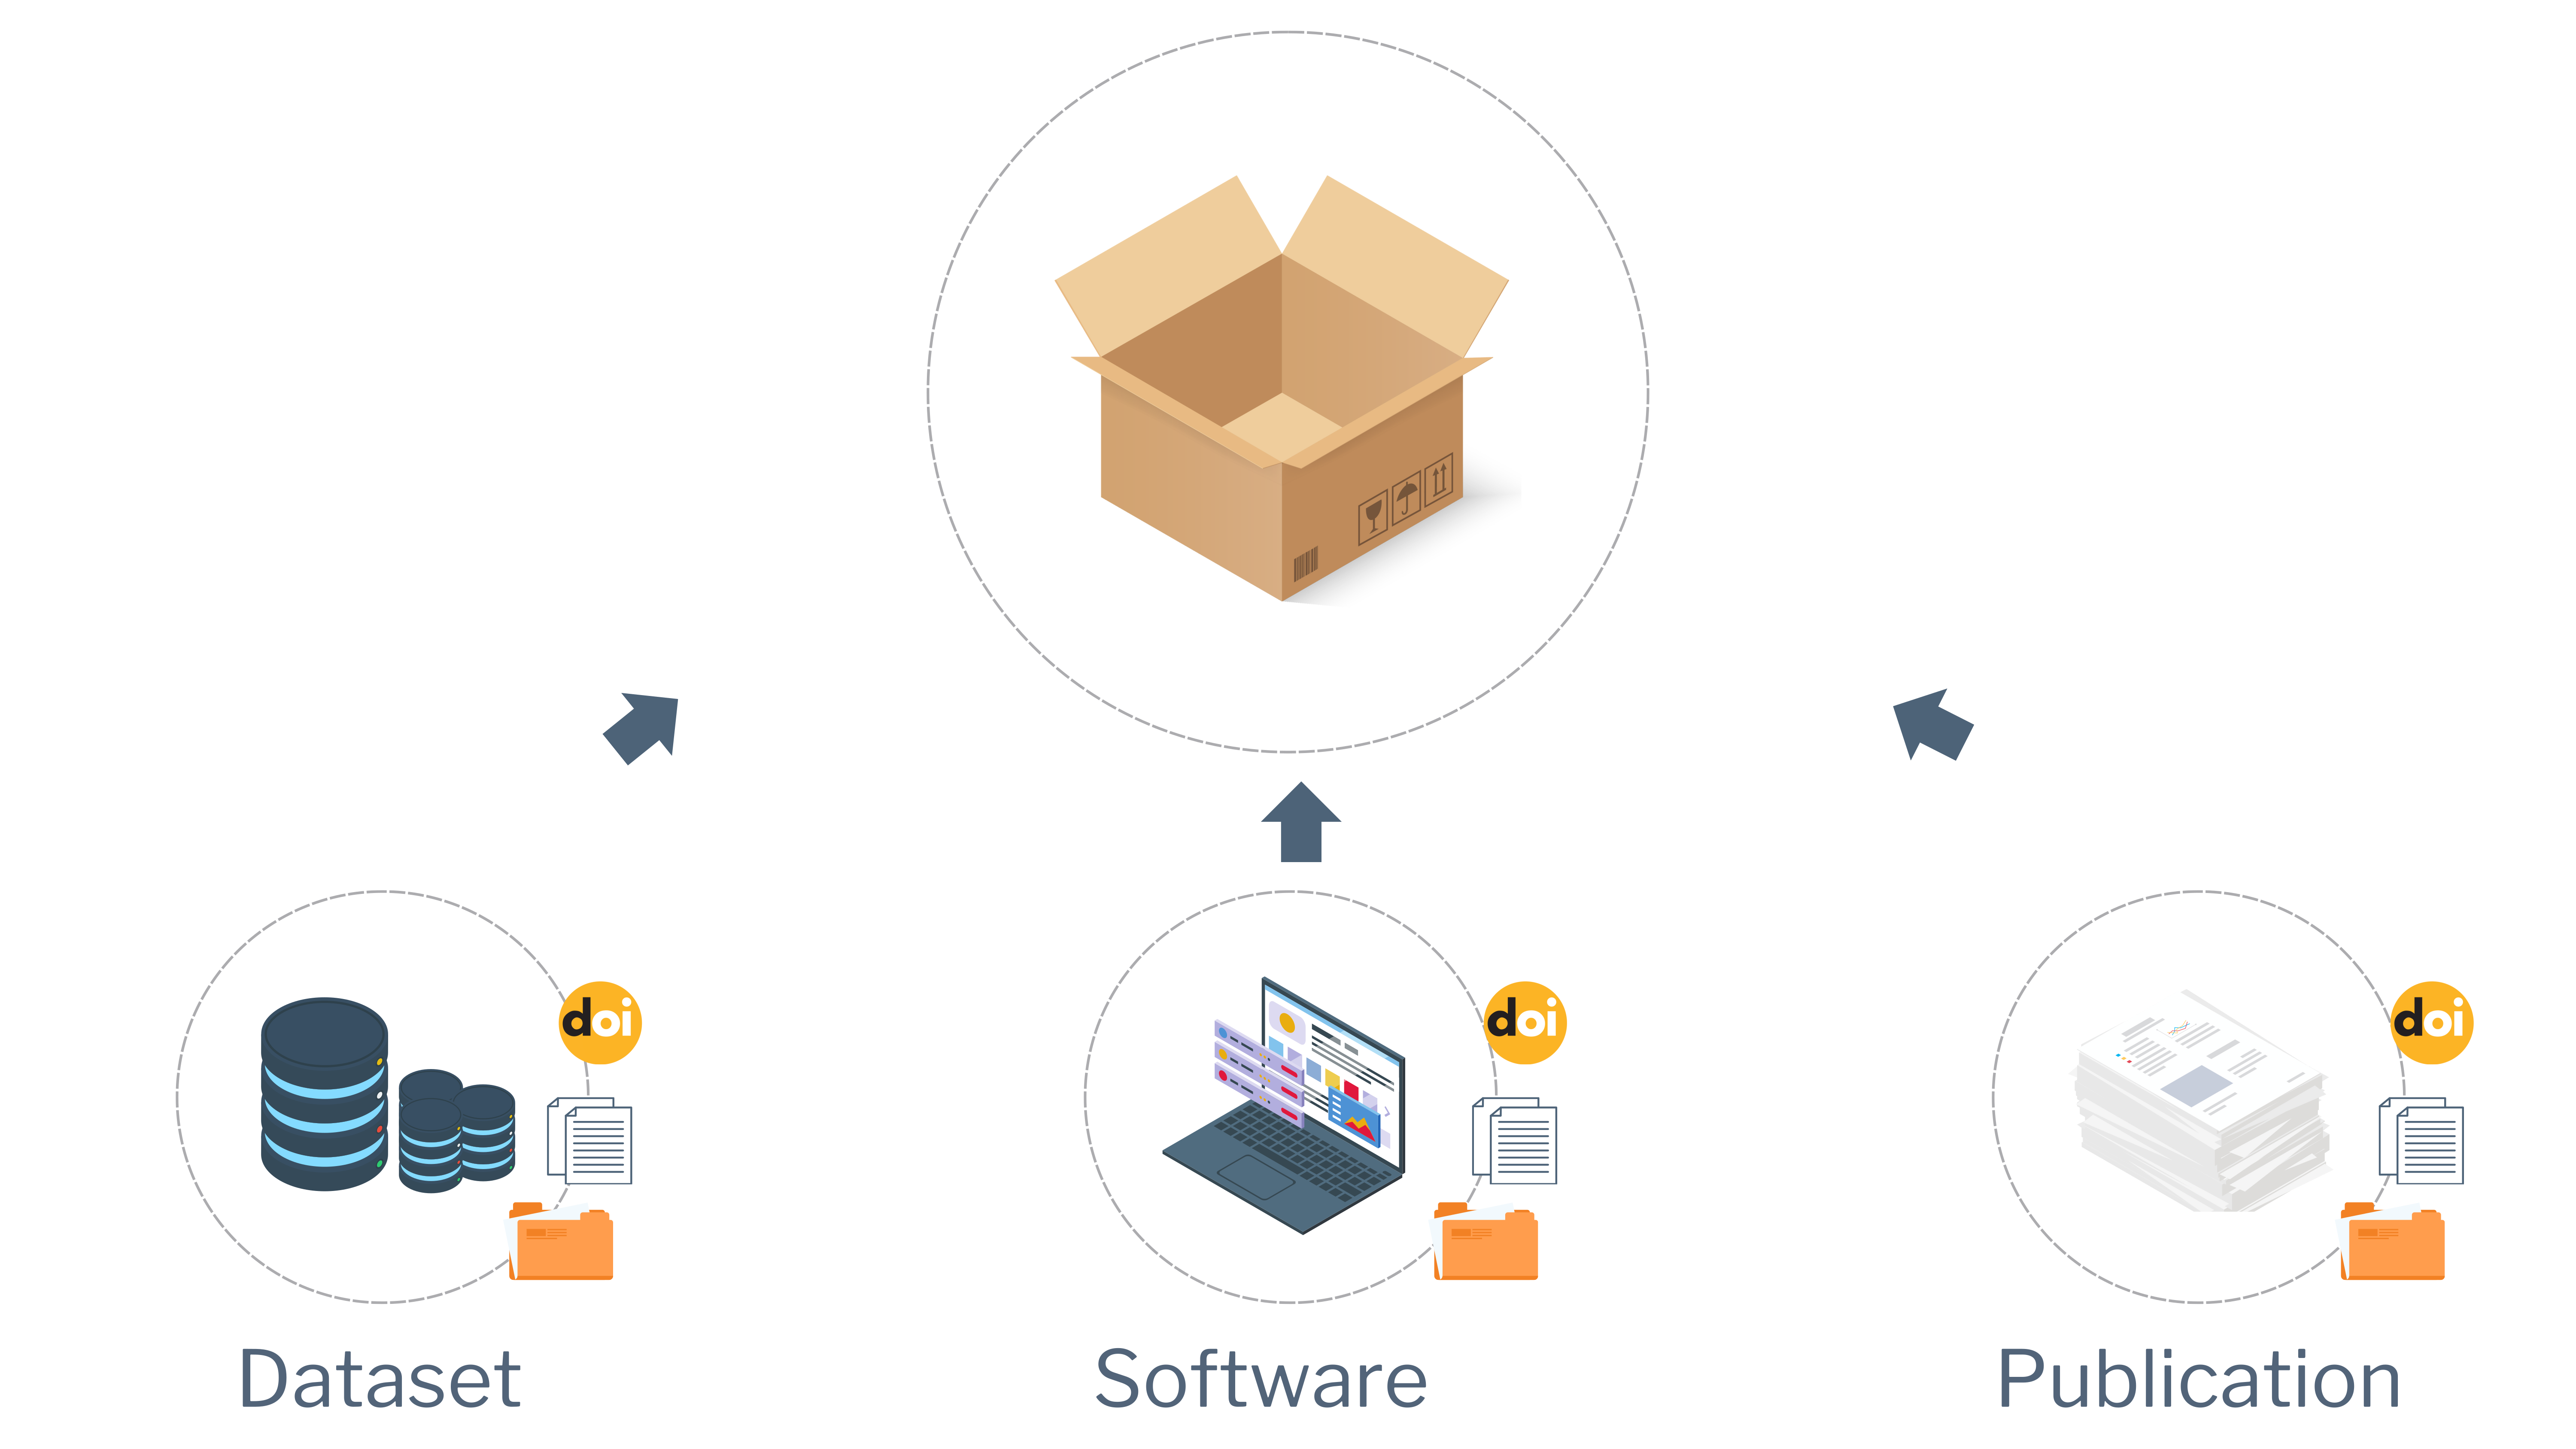 doi
doi
doi
Dataset
Software
Publication